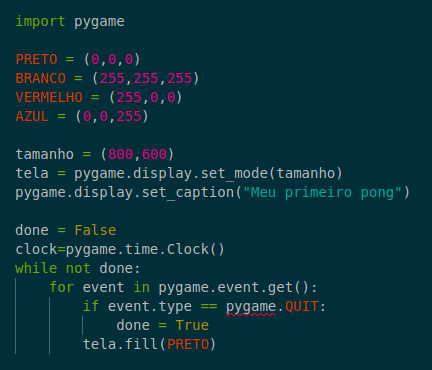 import pygame

PRETO = (0,0,0)
BRANCO = (255,255,255)
VERMELHO = (255,0,0)
AZUL = (0,0,255)

tamanho = (800,600)
tela = pygame.display.set_mode(tamanho)
pygame.display.set_caption("Meu primeiro pong")

done = False
clock=pygame.time.Clock()
while not done:
    for event in pygame.event.get():
        if event.type == pygame.QUIT:
            done = True
        tela.fill(PRETO)